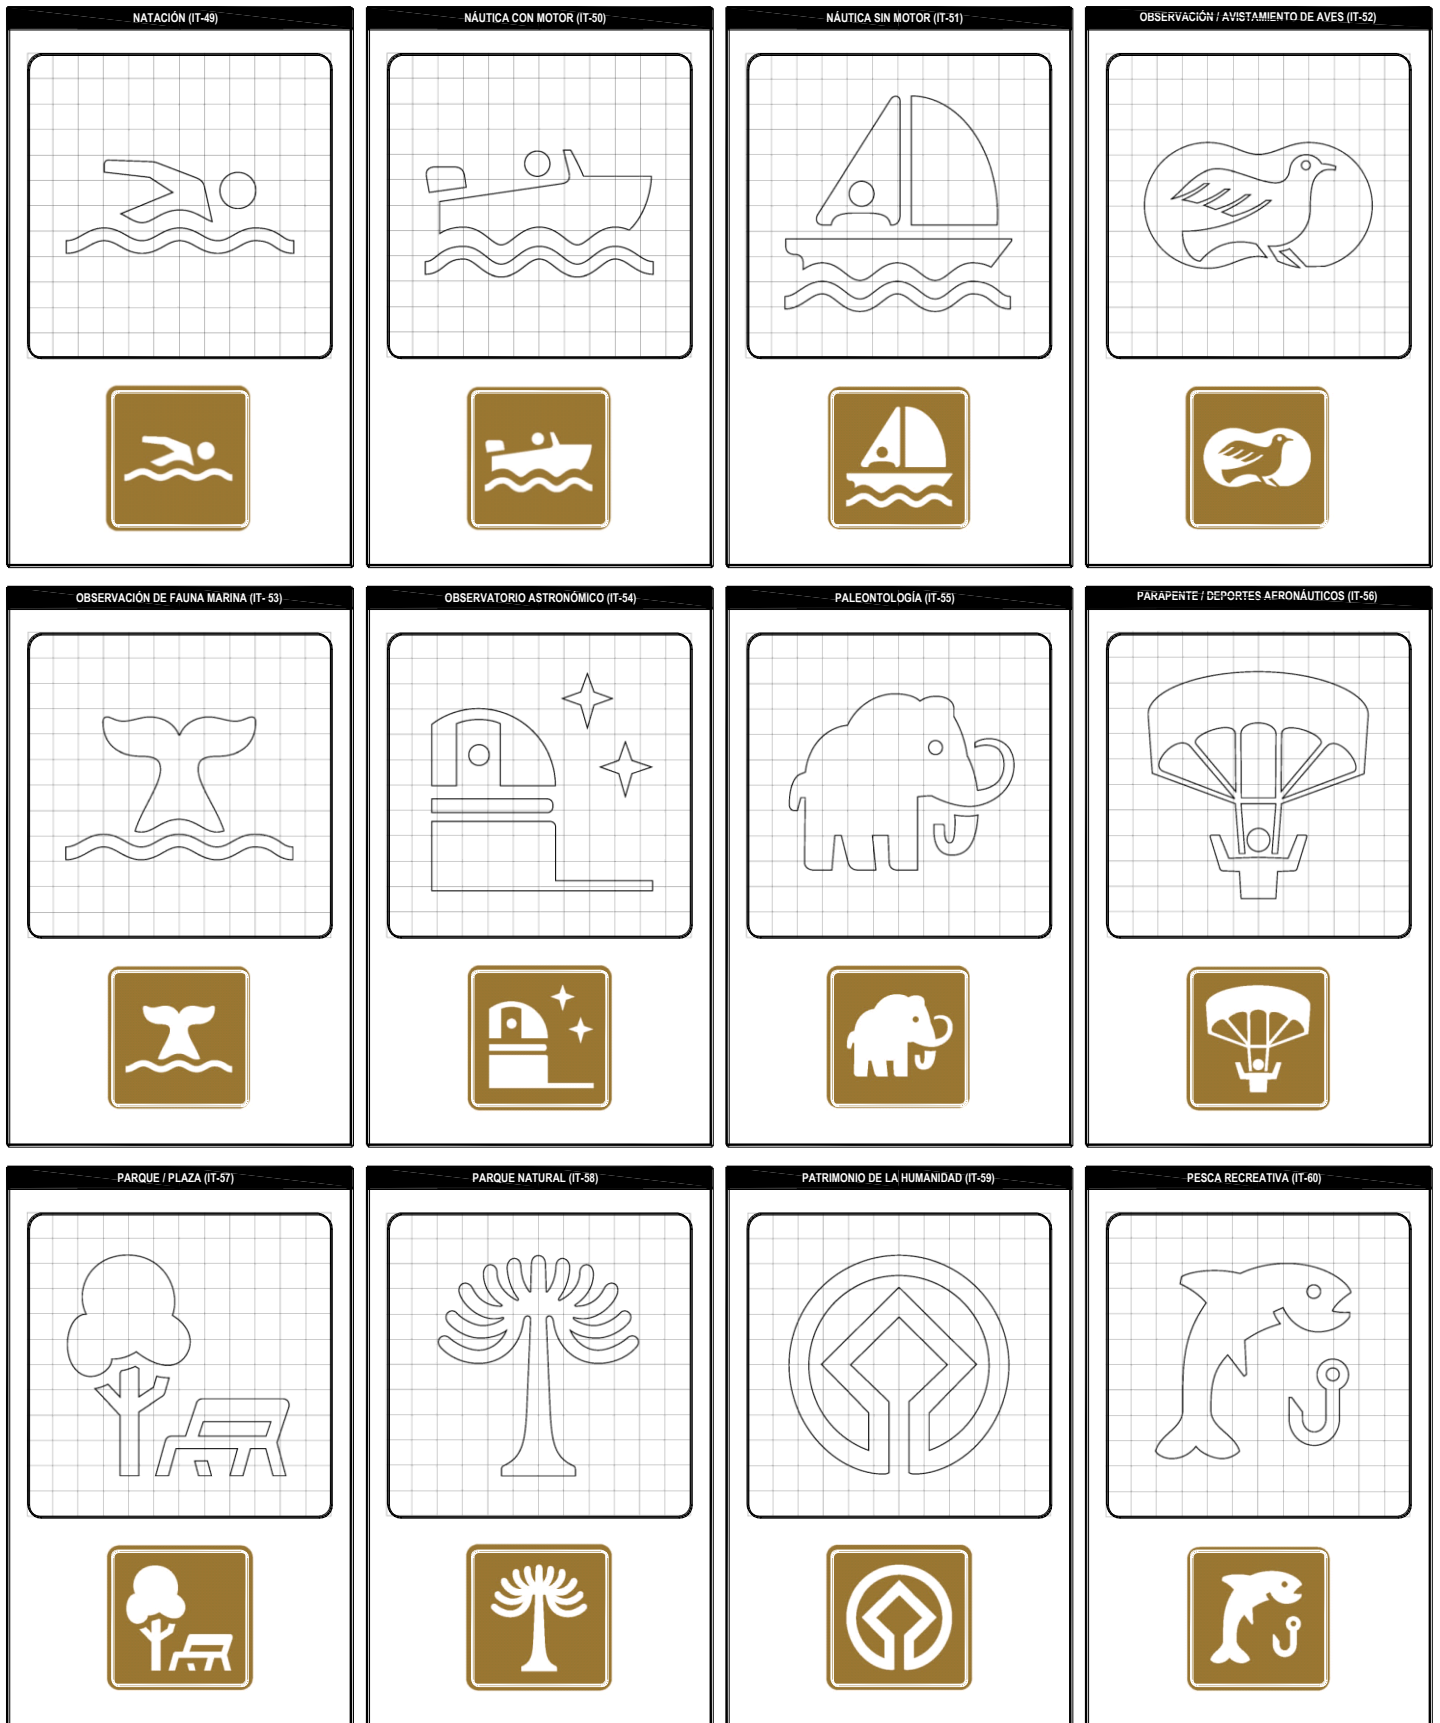 NATACIÓN (IT-49)
NÁUTICA CON MOTOR (IT-50)
NÁUTICA SIN MOTOR (IT-51)
OBSERVACIÓN / AVISTAMIENTO DE AVES (IT-52)
OBSERVACIÓN DE FAUNA MARINA (IT- 53)
OBSERVATORIO ASTRONÓMICO (IT-54)
PALEONTOLOGÍA (IT-55)
PARAPENTE / DEPORTES AERONÁUTICOS (IT-56)
PARQUE / PLAZA (IT-57)
PARQUE NATURAL (IT-58)
PATRIMONIO DE LA HUMANIDAD (IT-59)
PESCA RECREATIVA (IT-60)